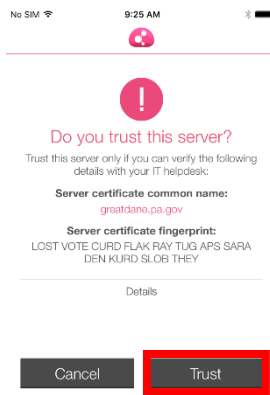 No SIM 9:25 AM
Do you trust this server?
Trust this server only if you can verify the following
details with your IT helpdesk:
Server certificate common name:
greatdane.pa.gov
Server certificate fingerprint:
LOST VOTE CURD FLAK RAY TUG APS SARA
DEN KURD SLOB THEY
Details
Cancel Trust